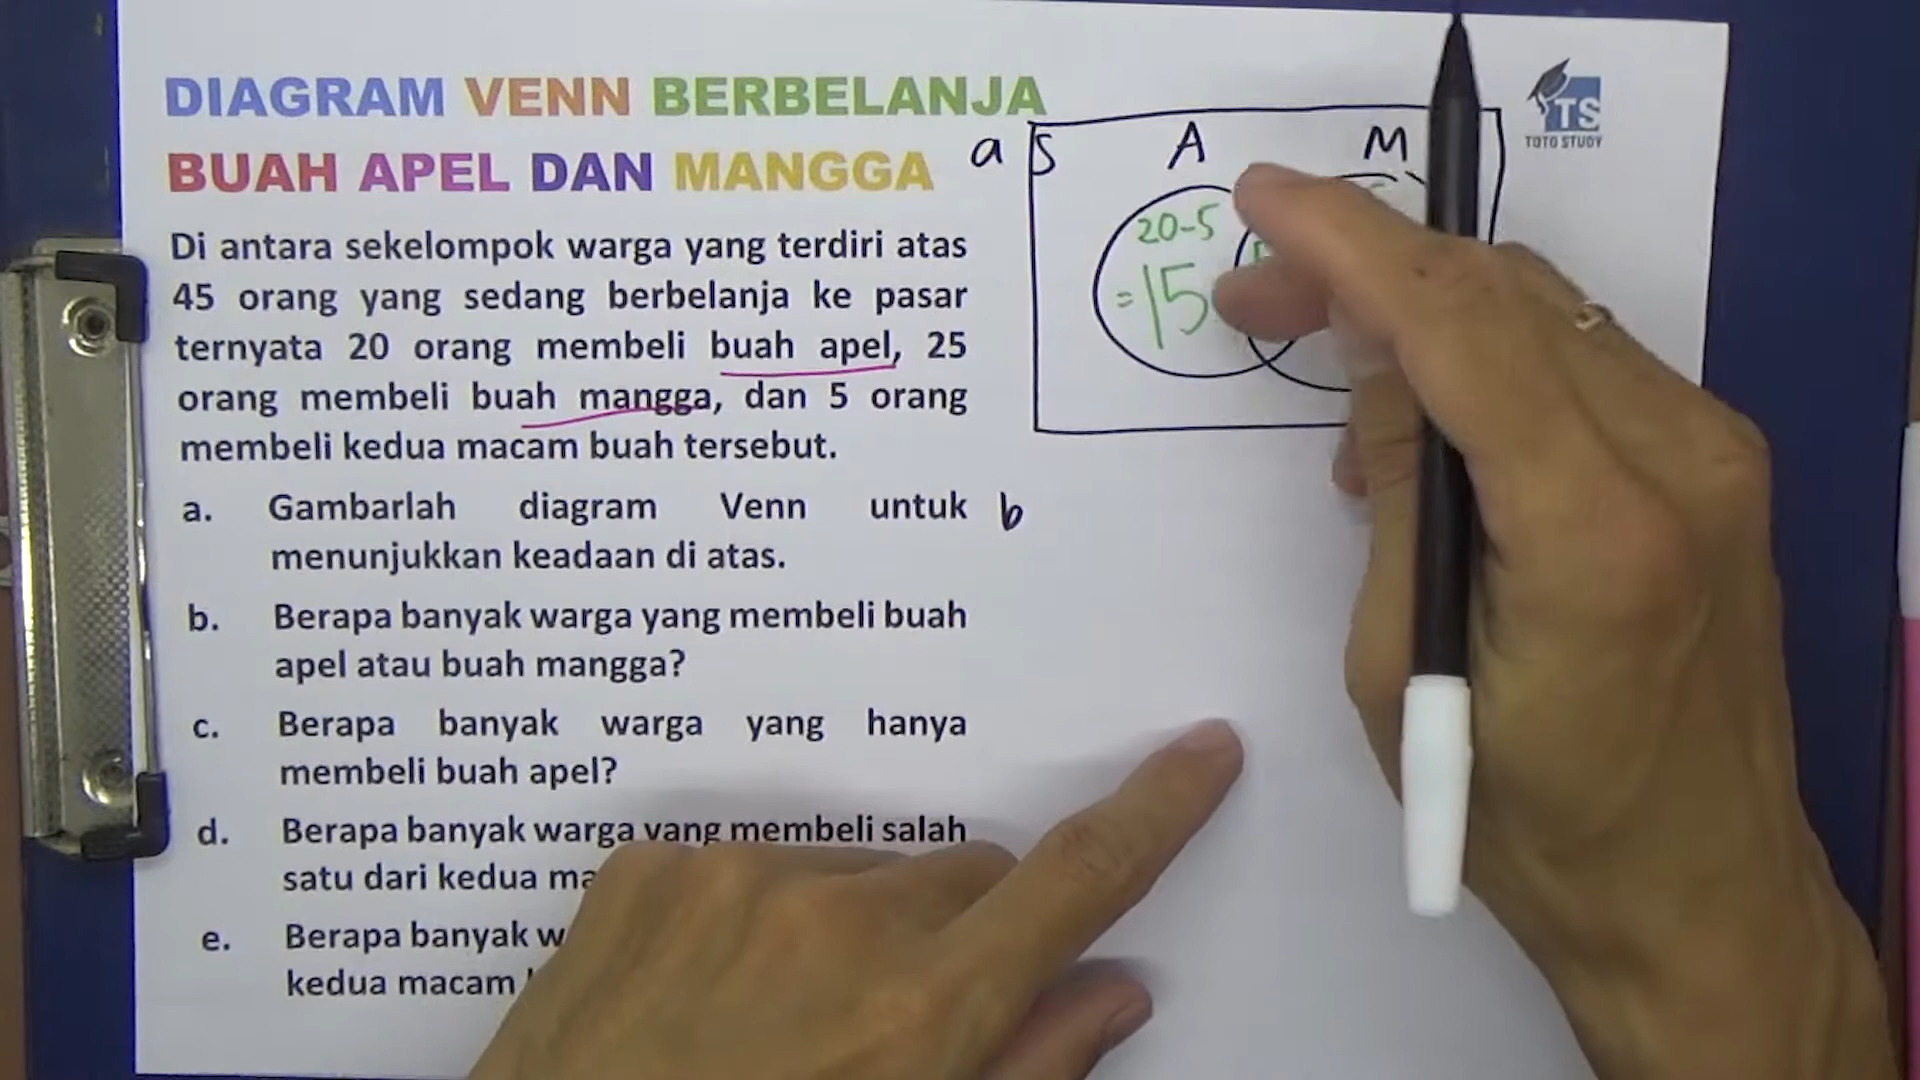 DIAGRAM VENN BERBELANJA
BUAH APEL DAN MANGGA
Di antara sekelompok warga yang terdiri atas
45 orang yang sedang berbelanja ke pasar
ternyata 20 orang membeli buah apel, 25
orang membeli buah mangga, dan 5 orang
membeli kedua macam buah tersebut.
a. Gambarlah diagram Venn untuk
menunjukkan keadaan di atas.
b. Berapa banyak warga yang membeli buah
apel atau buah mangga?
c. Berapa banyak warga yang hanya
membeli buah apel?
d. Berapa banyak warga yang membeli salah
satu dari kedua
e. Berapa banyak
kedua macam
a S A M
20-5
=15
b
TS
TOTO STUDY